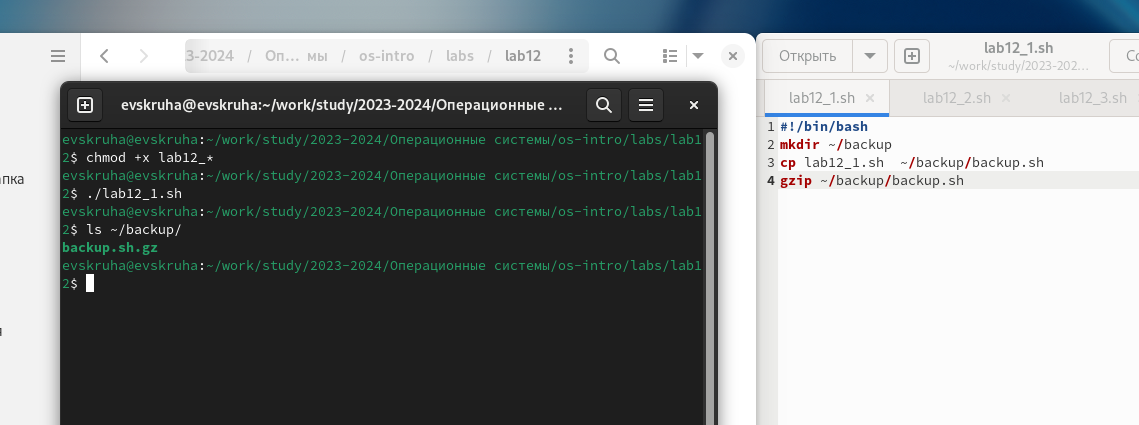 3-2024 / Оп... мы / os-intro / labs / lab12
evskruha@evskruha:~/work/study/2023-2024/Операционные ...
evskruha@evskruha:~/work/study/2023-2024/Операционные системы/os-intro/labs/lab1
2$ chmod +x lab12_*
evskruha@evskruha:~/work/study/2023-2024/Операционные системы/os-intro/labs/lab1
2$ ./lab12_1.sh
evskruha@evskruha:~/work/study/2023-2024/Операционные системы/os-intro/labs/lab1
2$ ls ~/backup/
backup.sh.gz
evskruha@evskruha:~/work/study/2023-2024/Операционные системы/os-intro/labs/lab1
2$
апка
Открыть
lab12_1.sh
~/work/study/2023-202...
Со
lab12_1.sh
lab12_2.sh
lab12_3.sh
1 #!/bin/bash
2 mkdir ~/backup
3 cp lab12_1.sh  ~/backup/backup.sh
4 gzip ~/backup/backup.sh